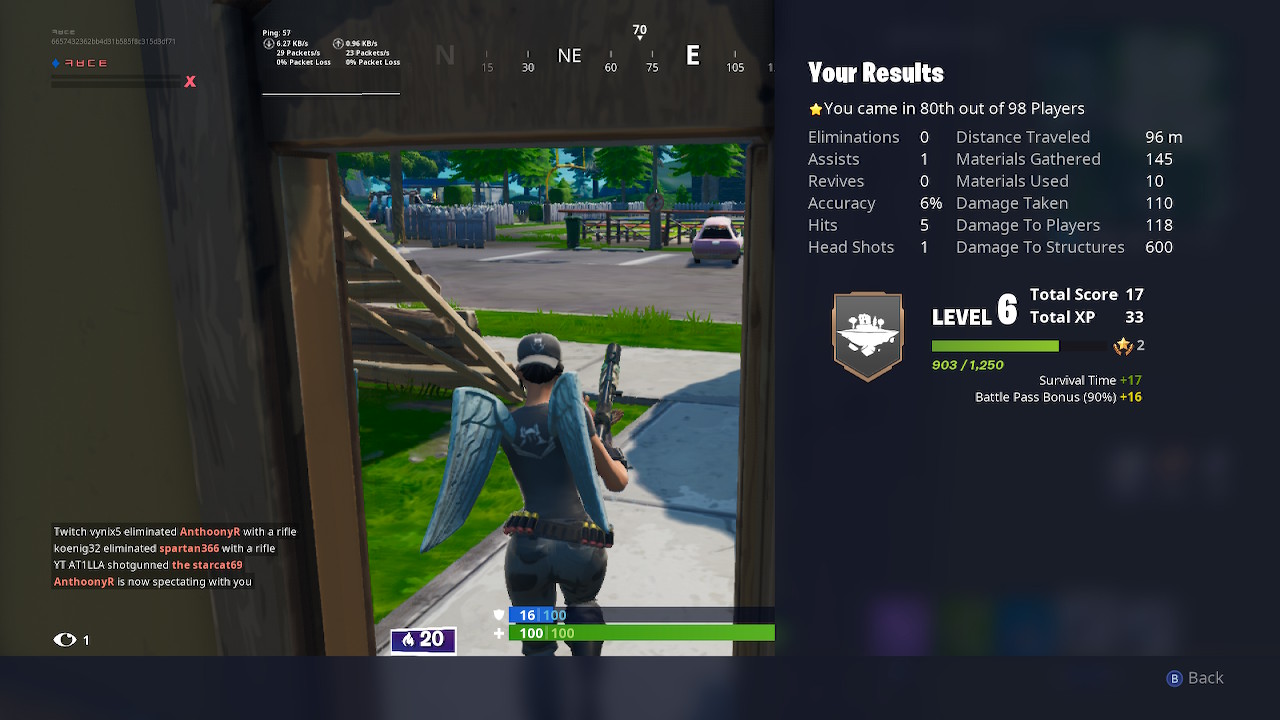 ㅋㅂㄷE
6657432362bb4d31b585f8c315d3df71
ㅋㅂㄷE
X
Ping: 57
6.27 KB/s 0.96 KB/s
29 Packets/s 23 Packets/s
0% Packet Loss 0% Packet Loss
70
N NE E
15 30 60 75 105
Your Results
You came in 80th out of 98 Players
Eliminations 0 Distance Traveled 96 m
Assists 1 Materials Gathered 145
Revives 0 Materials Used 10
Accuracy 6% Damage Taken 110
Hits 5 Damage To Players 118
Head Shots 1 Damage To Structures 600
LEVEL 6 Total Score 17
Total XP 33
2
903 / 1,250
Survival Time +17
Battle Pass Bonus (90%) +16
Twitch vynix5 eliminated AnthoonyR with a rifle
koenig32 eliminated spartan366 with a rifle
YT AT1LLA shotgunned the starcat69
AnthoonyR is now spectating with you
1
20
16 | 100
100 | 100
B Back